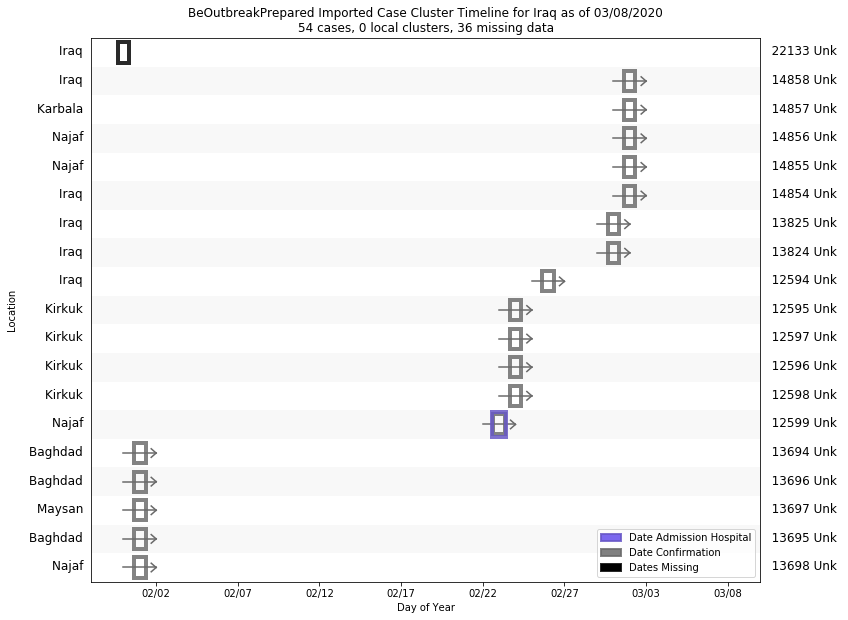 BeOutbreakPrepared Imported Case Cluster Timeline for Iraq as of 03/08/2020
54 cases, 0 local clusters, 36 missing data
Iraq 22133 Unk
Iraq 14858 Unk
Karbala 14857 Unk
Najaf 14856 Unk
Najaf 14855 Unk
Iraq 14854 Unk
Iraq 13825 Unk
Iraq 13824 Unk
Iraq 12594 Unk
Kirkuk 12595 Unk
Kirkuk 12597 Unk
Kirkuk 12596 Unk
Kirkuk 12598 Unk
Najaf 12599 Unk
Baghdad 13694 Unk
Baghdad 13696 Unk
Maysan 13697 Unk
Baghdad 13695 Unk
Najaf 13698 Unk
Location
Date Admission Hospital
Date Confirmation
Dates Missing
02/02 02/07 02/12 02/17 02/22 02/27 03/03 03/08
Day of Year